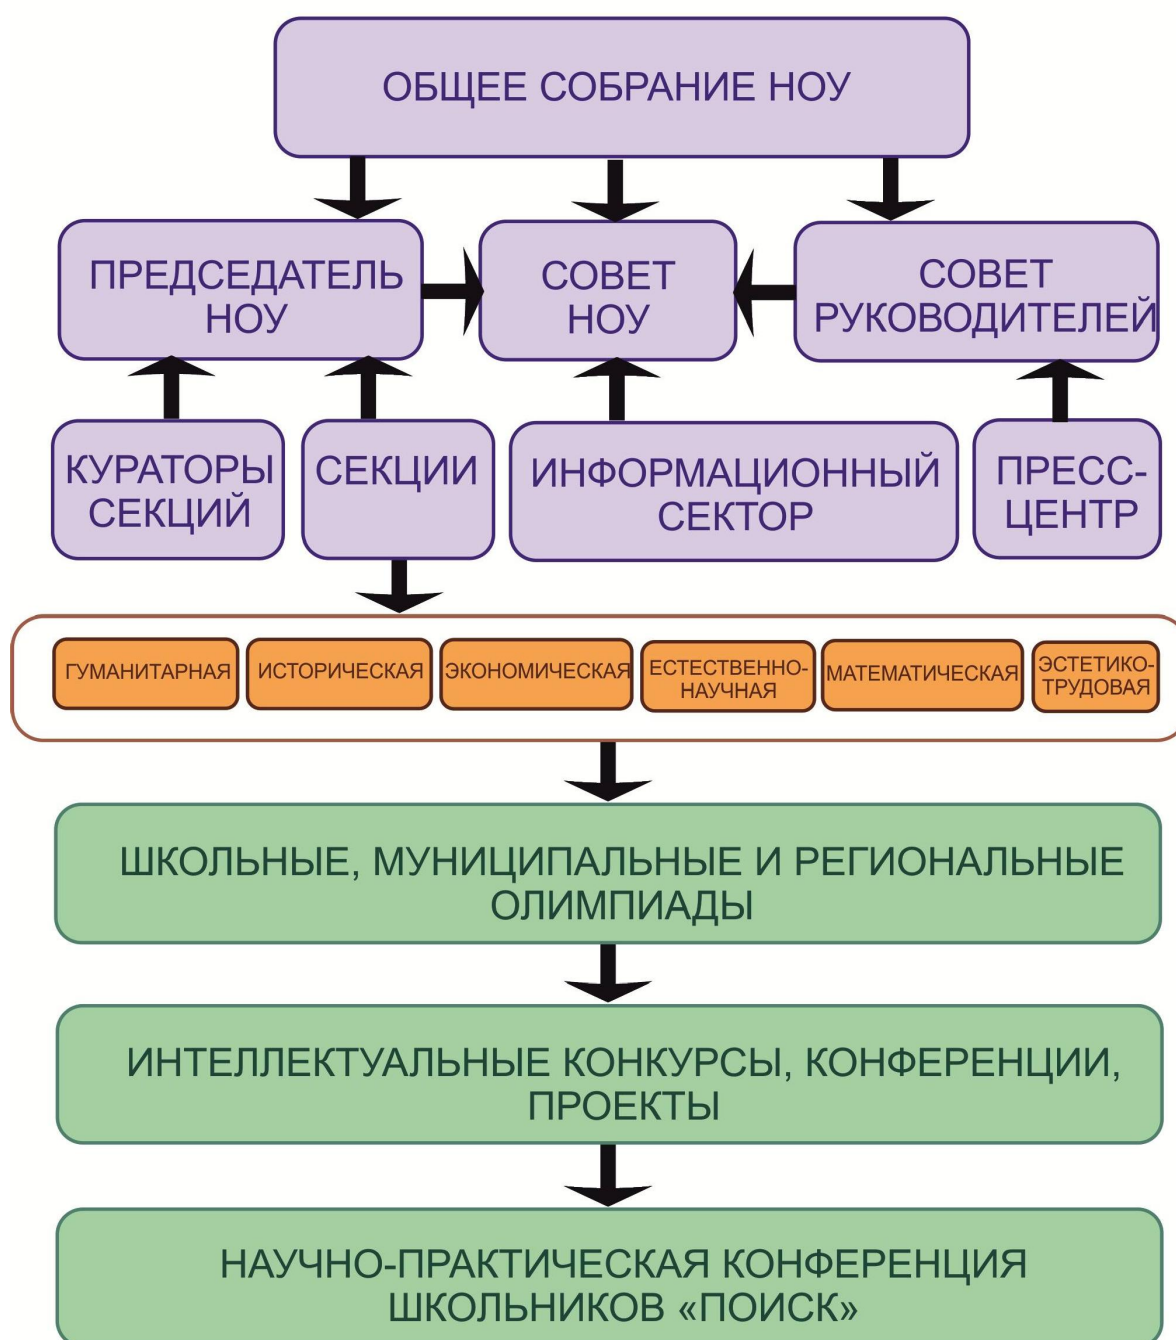 ОБЩЕЕ СОБРАНИЕ НОУ
ПРЕДСЕДАТЕЛЬ
НОУ
СОВЕТ
НОУ
СОВЕТ
РУКОВОДИТЕЛЕЙ
КУРАТОРЫ
СЕКЦИЙ
СЕКЦИИ
ИНФОРМАЦИОННЫЙ
СЕКТОР
ПРЕСС-
ЦЕНТР
ГУМАНИТАРНАЯ
ИСТОРИЧЕСКАЯ
ЭКОНОМИЧЕСКАЯ
ЕСТЕСТВЕННО-
НАУЧНАЯ
МАТЕМАТИЧЕСКАЯ
ЭСТЕТИКО-
ТРУДОВАЯ
ШКОЛЬНЫЕ, МУНИЦИПАЛЬНЫЕ И РЕГИОНАЛЬНЫЕ
ОЛИМПИАДЫ
ИНТЕЛЛЕКТУАЛЬНЫЕ КОНКУРСЫ, КОНФЕРЕНЦИИ,
ПРОЕКТЫ
НАУЧНО-ПРАКТИЧЕСКАЯ КОНФЕРЕНЦИЯ
ШКОЛЬНИКОВ «ПОИСК»